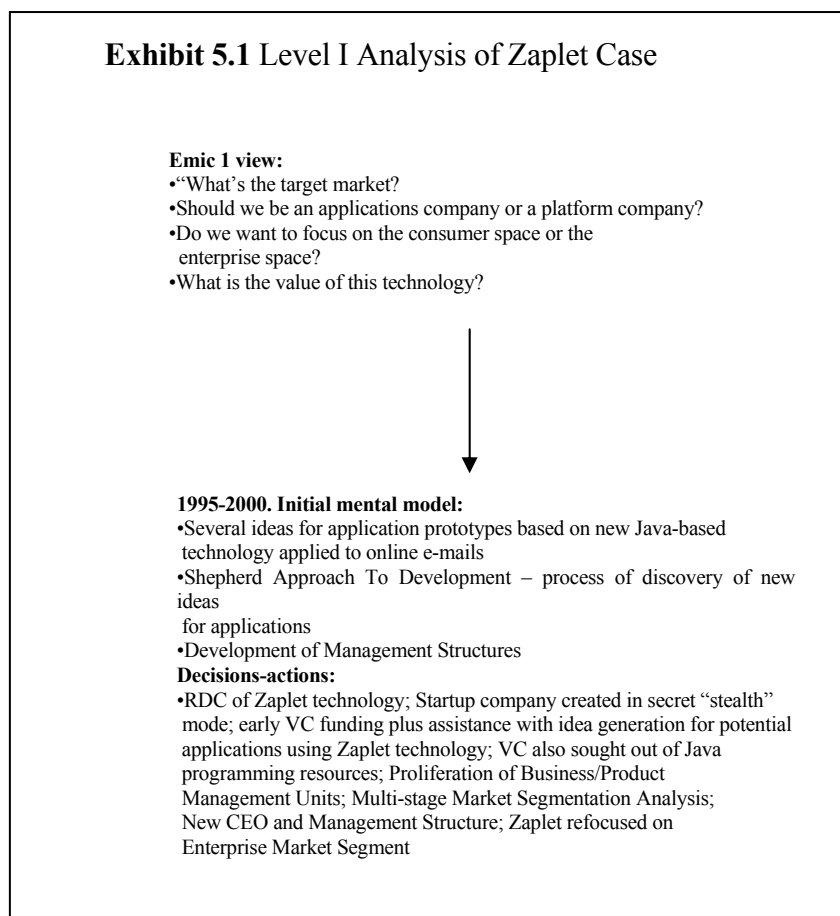 Exhibit 5.1 Level I Analysis of Zaplet Case
Emic 1 view:
•“What’s the target market?
•Should we be an applications company or a platform company?
•Do we want to focus on the consumer space or the
enterprise space?
•What is the value of this technology?
1995-2000. Initial mental model:
•Several ideas for application prototypes based on new Java-based
technology applied to online e-mails
•Shepherd Approach To Development – process of discovery of new
ideas
for applications
•Development of Management Structures
Decisions-actions:
•RDC of Zaplet technology; Startup company created in secret “stealth”
mode; early VC funding plus assistance with idea generation for potential
applications using Zaplet technology; VC also sought out of Java
programming resources; Proliferation of Business/Product
Management Units; Multi-stage Market Segmentation Analysis;
New CEO and Management Structure; Zaplet refocused on
Enterprise Market Segment